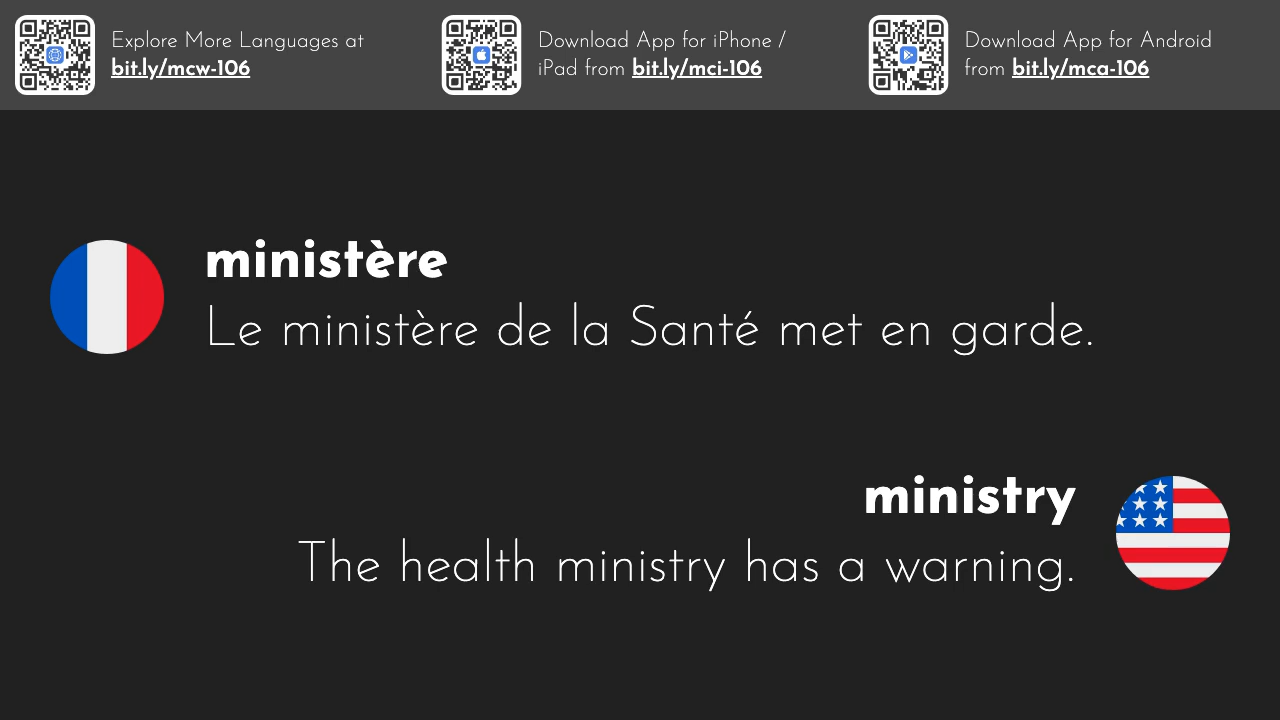 Explore More Languages at
bit.ly/mcw-106
Download App for iPhone /
iPad from bit.ly/mci-106
Download App for Android
from bit.ly/mca-106
ministère
Le ministère de la Santé met en garde.
ministry
The health ministry has a warning.